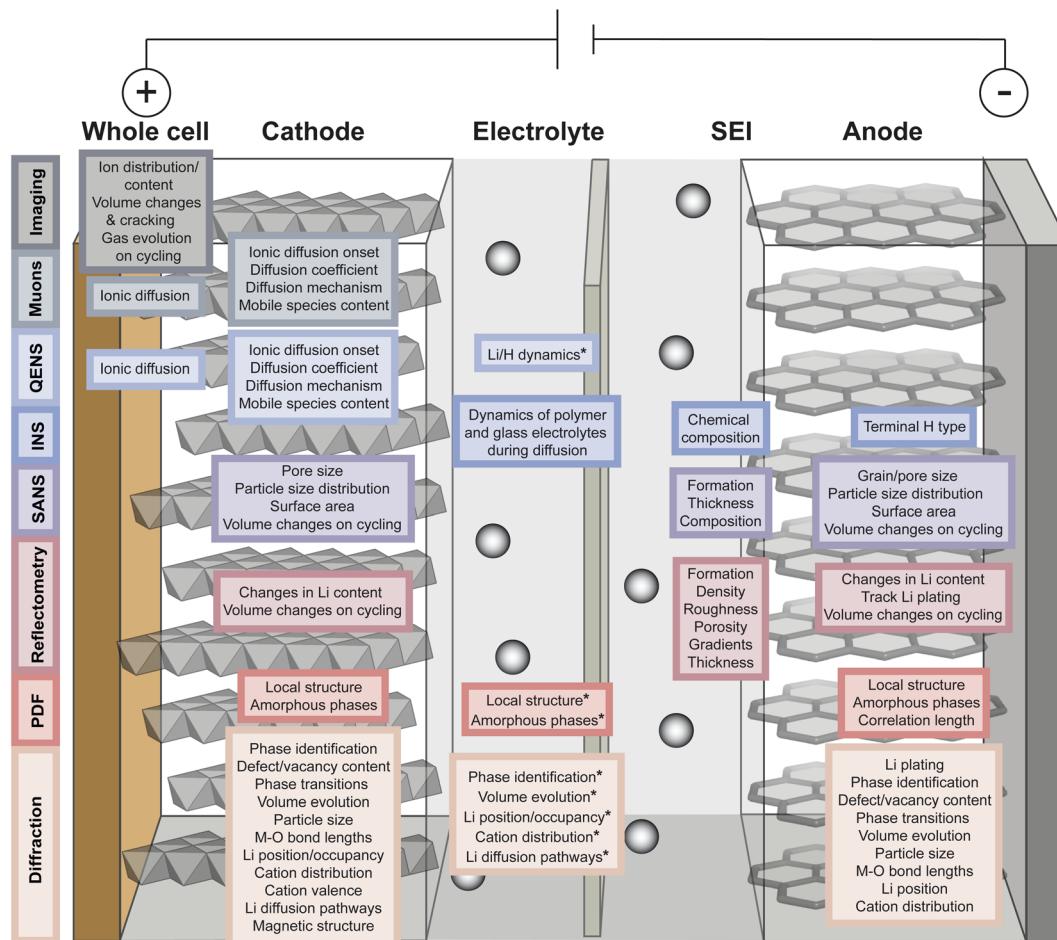 +
-
Whole cell
Cathode
Electrolyte
SEI
Anode
Imaging
Ion distribution/
content
Volume changes
& cracking
Gas evolution
on cycling
Muons
Ionic diffusion
Ionic diffusion onset
Diffusion coefficient
Diffusion mechanism
Mobile species content
QENS
Ionic diffusion
Ionic diffusion onset
Diffusion coefficient
Diffusion mechanism
Mobile species content
Li/H dynamics*
INS
Dynamics of polymer
and glass electrolytes
during diffusion
Chemical
composition
Terminal H type
SANS
Pore size
Particle size distribution
Surface area
Volume changes on cycling
Formation
Thickness
Composition
Grain/pore size
Particle size distribution
Surface area
Volume changes on cycling
Reflectometry
Changes in Li content
Volume changes on cycling
Formation
Density
Roughness
Porosity
Gradients
Thickness
Changes in Li content
Track Li plating
Volume changes on cycling
PDF
Local structure
Amorphous phases
Local structure*
Amorphous phases*
Local structure
Amorphous phases
Correlation length
Diffraction
Phase identification
Defect/vacancy content
Phase transitions
Volume evolution
Particle size
M-O bond lengths
Li position/occupancy
Cation distribution
Cation valence
Li diffusion pathways
Magnetic structure
Phase identification*
Volume evolution*
Li position/occupancy*
Cation distribution*
Li diffusion pathways*
Li plating
Phase identification
Defect/vacancy content
Phase transitions
Volume evolution
Particle size
M-O bond lengths
Li position
Cation distribution